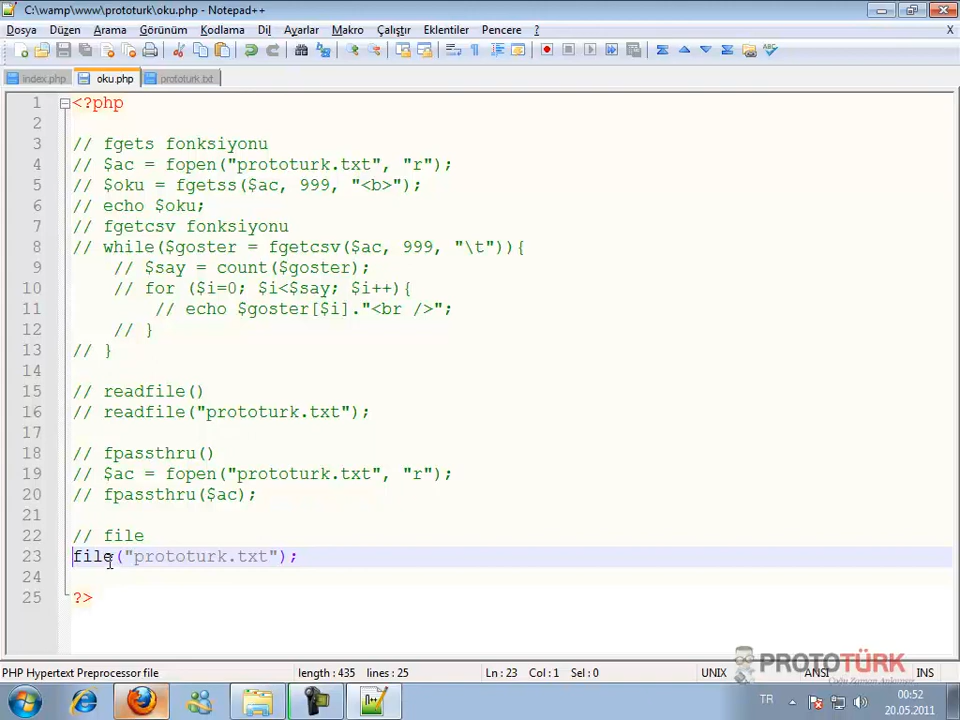 C:\wamp\www\prototurk\oku.php - Notepad++
Dosya Düzen Arama Görünüm Kodlama Dil Ayarlar Makro Çalıştır Eklentiler Pencere ? X
index.php oku.php prototurk.txt
1 <?php
2
3 // fgets fonksiyonu
4 // $ac = fopen("prototurk.txt", "r");
5 // $oku = fgetss($ac, 999, "<b>");
6 // echo $oku;
7 // fgetcsv fonksiyonu
8 // while($goster = fgetcsv($ac, 999, "\t")){
9 // $say = count($goster);
10 // for ($i=0; $i<$say; $i++){
11 // echo $goster[$i]."<br />";
12 // }
13 // }
14
15 // readfile()
16 // readfile("prototurk.txt");
17
18 // fpassthru()
19 // $ac = fopen("prototurk.txt", "r");
20 // fpassthru($ac);
21
22 // file
23 file("prototurk.txt");
24
25 ?>
PROTOTÜRK
PHP Hypertext Preprocessor file length : 435 lines : 25 Ln : 23 Col : 1 Sel : 0 UNIX ANSI INS
TR 00:52
20.05.2011